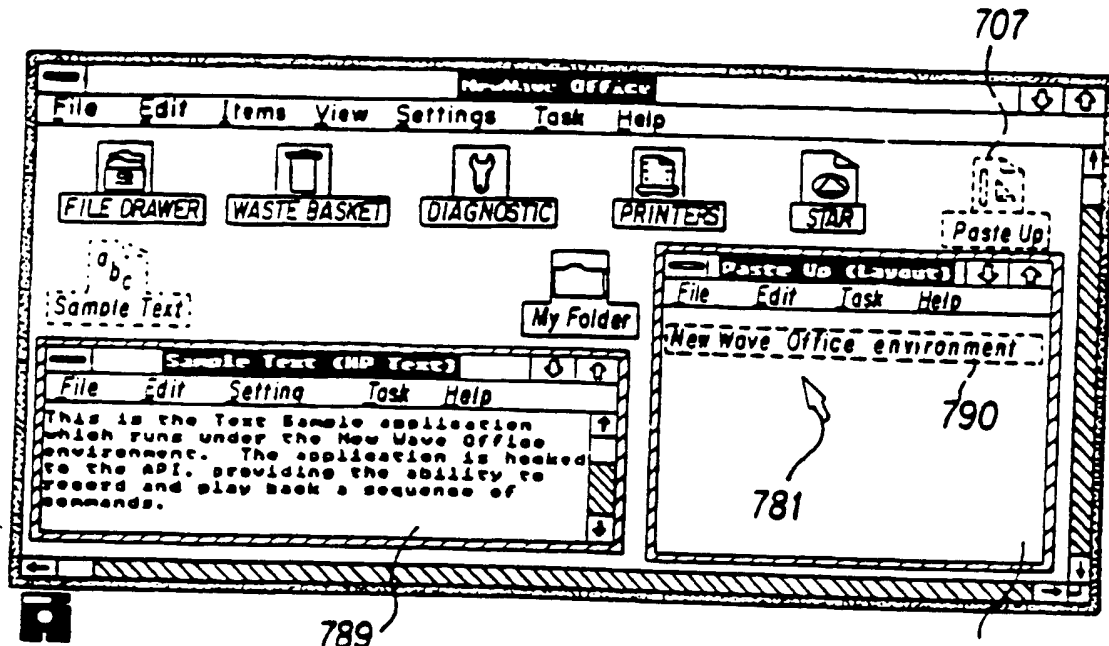 707
NewWave Office
File Edit Items View Settings Task Help
FILE DRAWER WASTE BASKET DIAGNOSTIC PRINTERS STAR Paste Up
abc
Sample Text
My Folder
Paste Up (Layout)
File Edit Task Help
New Wave Office environment
790
781
Sample Text (HP Text)
File Edit Setting Task Help
This is the Text Sample application
which runs under the New Wave Office
environment. The application is hooked
to the API, providing the ability to
record and play back a sequence of
commands.
789